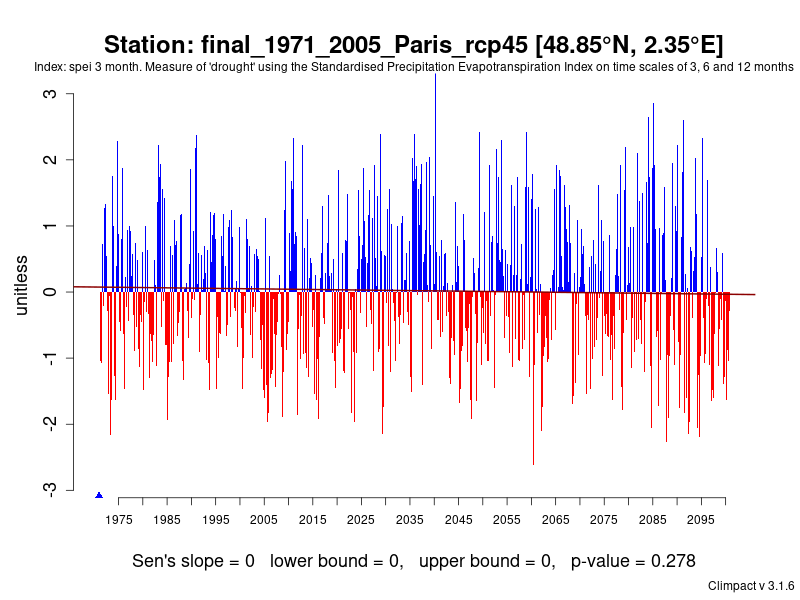 Station: final_1971_2005_Paris_rcp45 [48.85°N, 2.35°E]
Index: spei 3 month. Measure of 'drought' using the Standardised Precipitation Evapotranspiration Index on time scales of 3, 6 and 12 months
3
2
1
0
-1
-2
-3
unitless
1975 1985 1995 2005 2015 2025 2035 2045 2055 2065 2075 2085 2095
Sen's slope = 0 lower bound = 0, upper bound = 0, p-value = 0.278
Climpact v 3.1.6